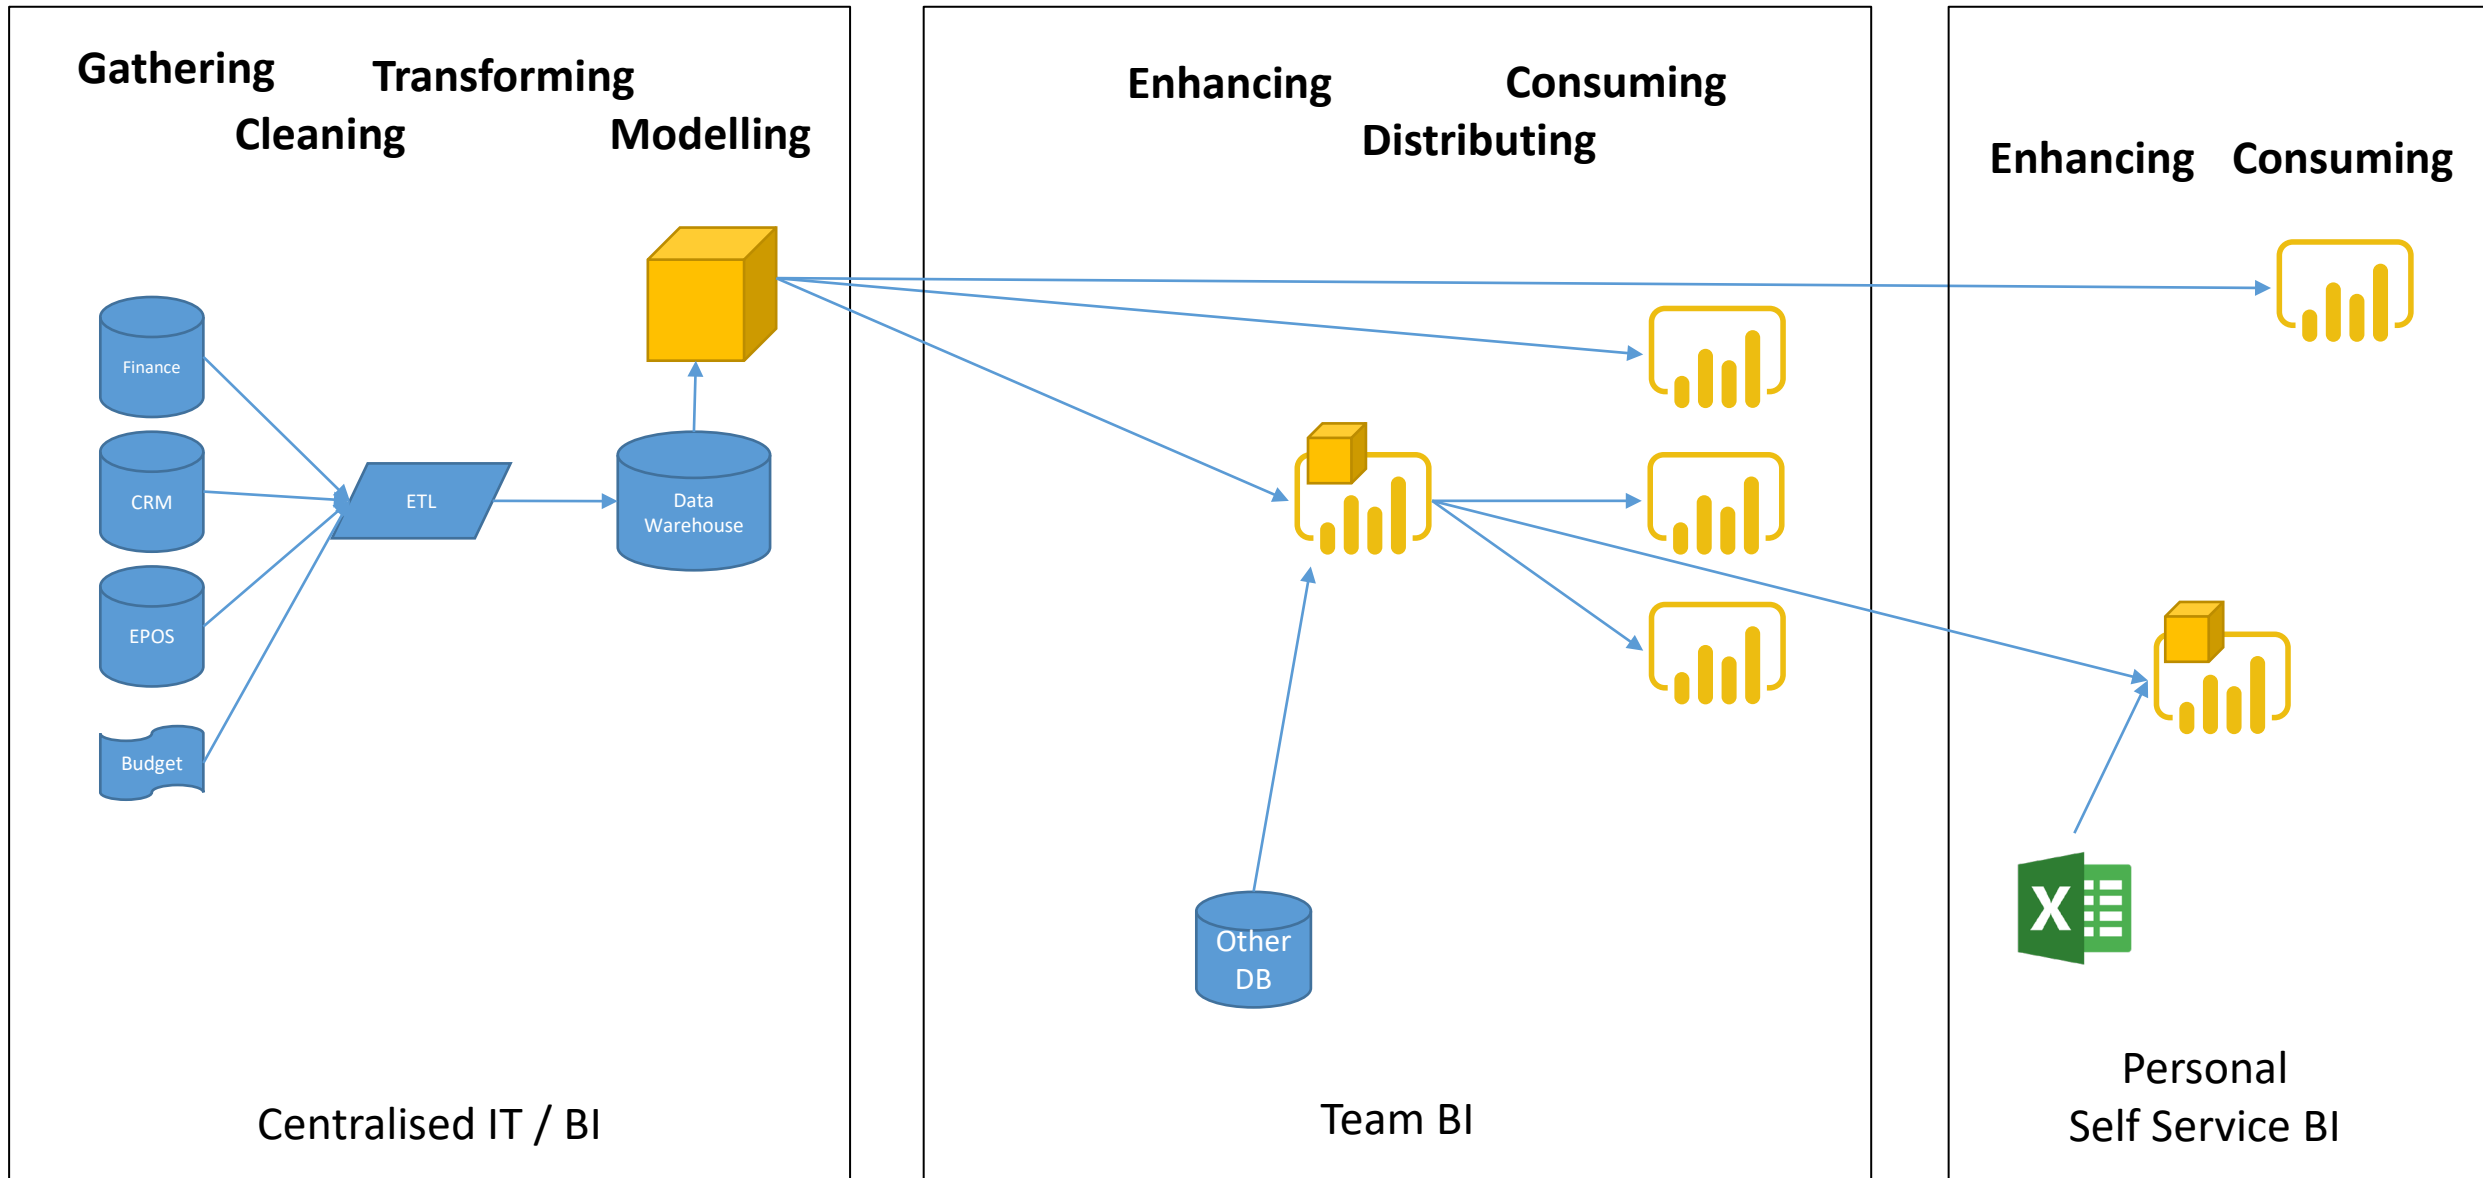 Gathering
Cleaning
Transforming
Modelling
Finance
CRM
EPOS
Budget
ETL
Data
Warehouse
Centralised IT / BI
Enhancing
Distributing
Consuming
Other
DB
Team BI
Enhancing
Consuming
X
Personal
Self Service BI